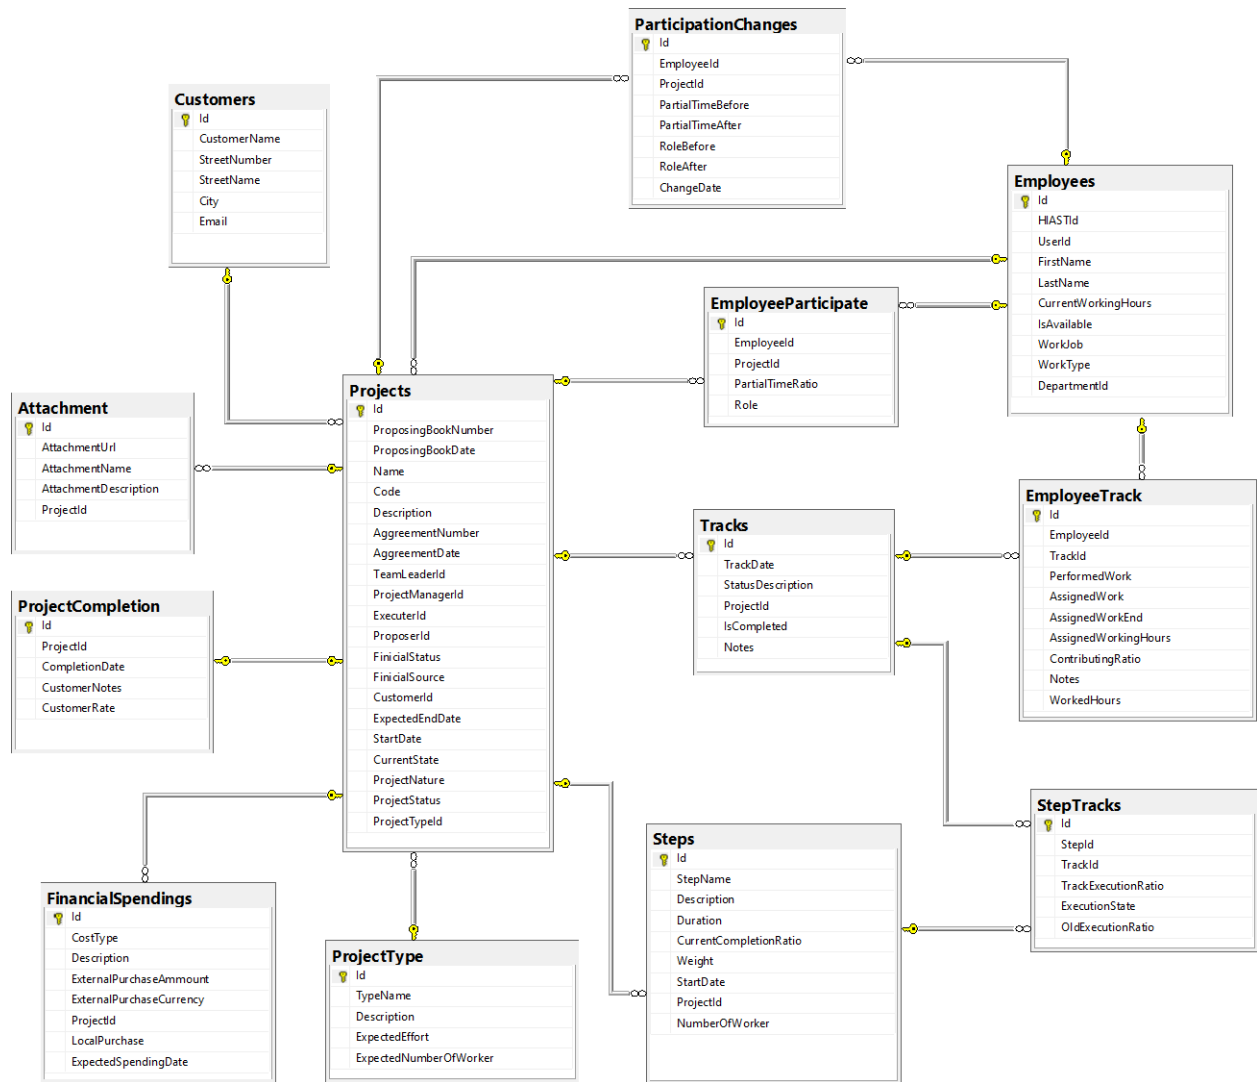 ParticipationChanges
Id
EmployeeId
ProjectId
PartialTimeBefore
PartialTimeAfter
RoleBefore
RoleAfter
ChangeDate
Customers
Id
CustomerName
StreetNumber
StreetName
City
Email
Employees
Id
HIASTId
UserId
FirstName
LastName
CurrentWorkingHours
IsAvailable
WorkJob
WorkType
DepartmentId
EmployeeParticipate
Id
EmployeeId
ProjectId
PartialTimeRatio
Role
Projects
Id
ProposingBookNumber
ProposingBookDate
Name
Code
Description
AggreementNumber
AggreementDate
TeamLeaderId
ProjectManagerId
ExecuterId
ProposerId
FinicialStatus
FinicialSource
CustomerId
ExpectedEndDate
StartDate
CurrentState
ProjectNature
ProjectStatus
ProjectTypeId
Attachment
Id
AttachmentUrl
AttachmentName
AttachmentDescription
ProjectId
EmployeeTrack
Id
EmployeeId
TrackId
PerformedWork
AssignedWork
AssignedWorkEnd
AssignedWorkingHours
ContributingRatio
Notes
WorkedHours
Tracks
Id
TrackDate
StatusDescription
ProjectId
IsCompleted
Notes
ProjectCompletion
Id
ProjectId
CompletionDate
CustomerNotes
CustomerRate
StepTracks
Id
StepId
TrackId
TrackExecutionRatio
ExecutionState
OldExecutionRatio
Steps
Id
StepName
Description
Duration
CurrentCompletionRatio
Weight
StartDate
ProjectId
NumberOfWorker
FinancialSpendings
Id
CostType
Description
ExternalPurchaseAmmount
ExternalPurchaseCurrency
ProjectId
LocalPurchase
ExpectedSpendingDate
ProjectType
Id
TypeName
Description
ExpectedEffort
ExpectedNumberOfWorker